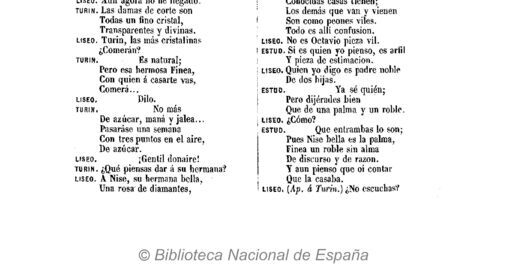 LISEO. Aun agora no he llegado.
TURIN. Las damas de corte son
Todas un fino cristal,
Transparentes y divinas.
LISEO. Turin, las más cristalinas
¿Comerán?
TURIN. Es natural;
Pero esa hermosa Finea,
Con quien á casarte vas,
Comerá...
LISEO. Dilo.
TURIN. No más
De azúcar, maná y jalea...
Pasaráse una semana
Con tres puntos en el aire,
De azúcar.
LISEO. ¡Gentil donaire!
TURIN. ¿Qué piensas dar á su hermana?
LISEO. A Nise, su hermana bella,
Una rosa de diamantes,
Conocidas casas tienen;
Los demás que van y vienen
Son como peones viles.
Todo es allí confusion.
LISEO. No es Octavio pieza vil.
ESTUD. Si es quien yo pienso, es arfil
Y pieza de estimacion.
LISEO. Quien yo digo es padre noble
De dos hijas.
ESTUD. Ya sé quién;
Pero dijérades bien
Que de una palma y un roble.
LISEO. ¿Cómo?
ESTUD. Que entrambas lo son;
Pues Nise bella es la palma,
Finea un roble sin alma
De discurso y de razon.
Y aun pienso que oí contar
Que la casaba.
LISEO. (Ap. á Turin.) ¿No escuchas?
© Biblioteca Nacional de España